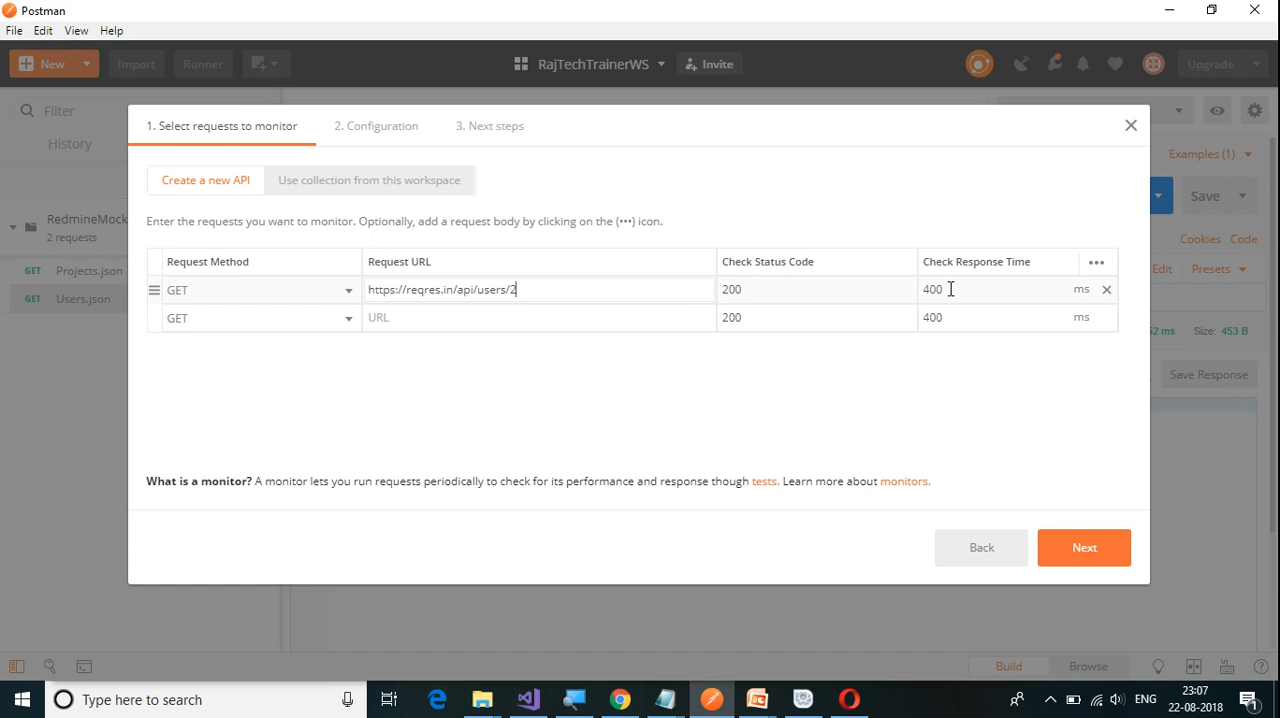 Postman
File Edit View Help
New Import Runner RajTechTrainerWS Invite Upgrade
Filter
History
RedmineMock
2 requests
GET Projects.json
GET Users.json
Examples (1)
Save
Cookies Code
Edit Presets
52 ms Size: 453 B
Save Response
1. Select requests to monitor 2. Configuration 3. Next steps
Create a new API Use collection from this workspace
Enter the requests you want to monitor. Optionally, add a request body by clicking on the (•••) icon.
Request Method Request URL Check Status Code Check Response Time •••
GET https://reqres.in/api/users/2 200 400 ms
GET URL 200 400 ms
What is a monitor? A monitor lets you run requests periodically to check for its performance and response though tests. Learn more about monitors.
Back Next
Build Browse
Type here to search
ENG 23:07
22-08-2018
1